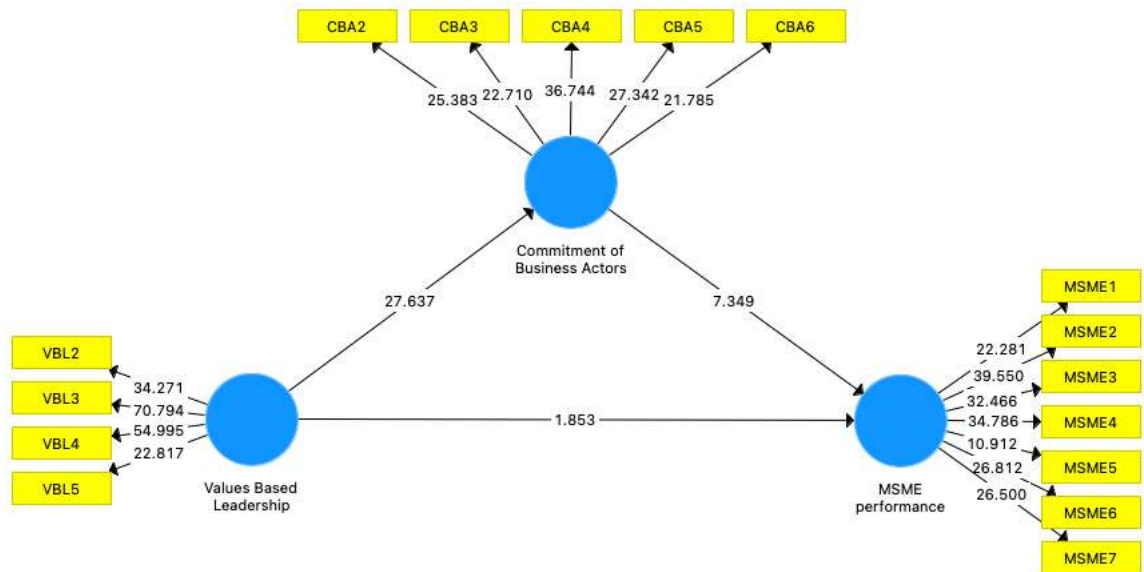 CBA2 CBA3 CBA4 CBA5 CBA6
25.383 22.710 36.744 27.342 21.785
Commitment of
Business Actors
27.637 7.349
VBL2
VBL3
VBL4
VBL5
34.271
70.794
54.995
22.817
Values Based
Leadership
1.853
MSME
performance
22.281
39.550
32.466
34.786
10.912
26.812
26.500
MSME1
MSME2
MSME3
MSME4
MSME5
MSME6
MSME7